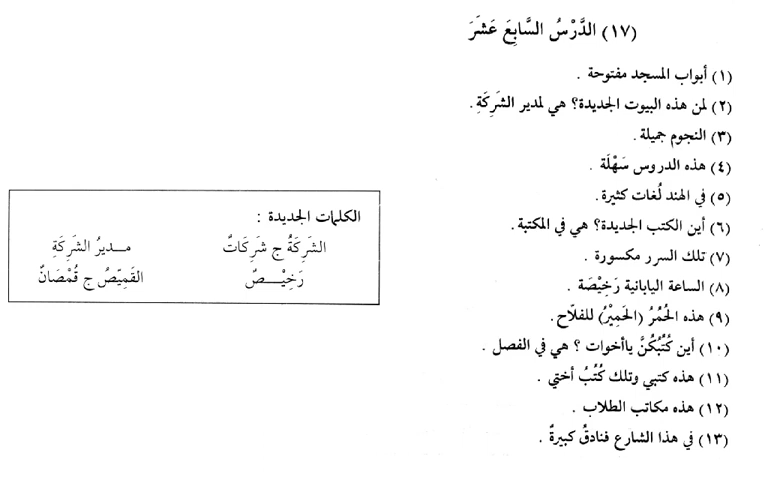 (١٧) الدَّرْسُ السَّابِعَ عَشَرَ
(١) أبواب المسجد مفتوحة .
(٢) لمن هذه البيوت الجديدة؟ هي لمدير الشَرِكَةِ.
(٣) النجوم جميلة.
(٤) هذه الدروس سَهْلَة .
(٥) في الهند لُغات كثيرة.
(٦) أين الكتب الجديدة؟ هي في المكتبة.
(٧) تلك السرر مكسورة .
(٨) الساعة اليابانية رَخِيْصَة .
(٩) هذه الحُمُرُ (الحَمِيْرُ) للفلاّح.
(١٠) أين كُتُبُكُنَّ ياأخوات ؟ هي في الفصل .
(١١) هذه كتبي وتلك كُتُبُ أختي .
(١٢) هذه مكاتب الطلاب .
(١٣) في هذا الشارع فنادقُ كبيرةٌ .
الكلمات الجديدة :
الشَرِكَةُ ج شَرِكَاتٌ مـديرُ الشَرِكَةِ
رَخِيْـــصٌ القَمِيّصُ ج قُمْصَانٌ